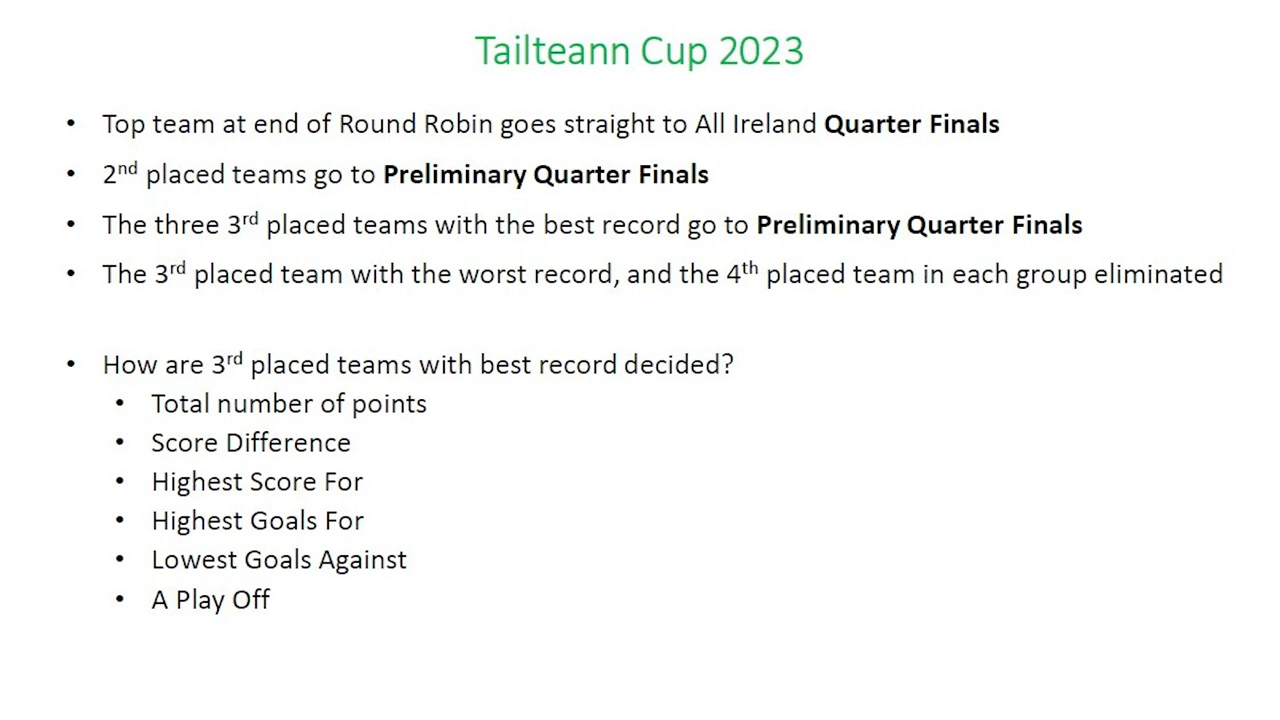 Tailteann Cup 2023
• Top team at end of Round Robin goes straight to All Ireland Quarter Finals
• 2nd placed teams go to Preliminary Quarter Finals
• The three 3rd placed teams with the best record go to Preliminary Quarter Finals
• The 3rd placed team with the worst record, and the 4th placed team in each group eliminated
• How are 3rd placed teams with best record decided?
• Total number of points
• Score Difference
• Highest Score For
• Highest Goals For
• Lowest Goals Against
• A Play Off